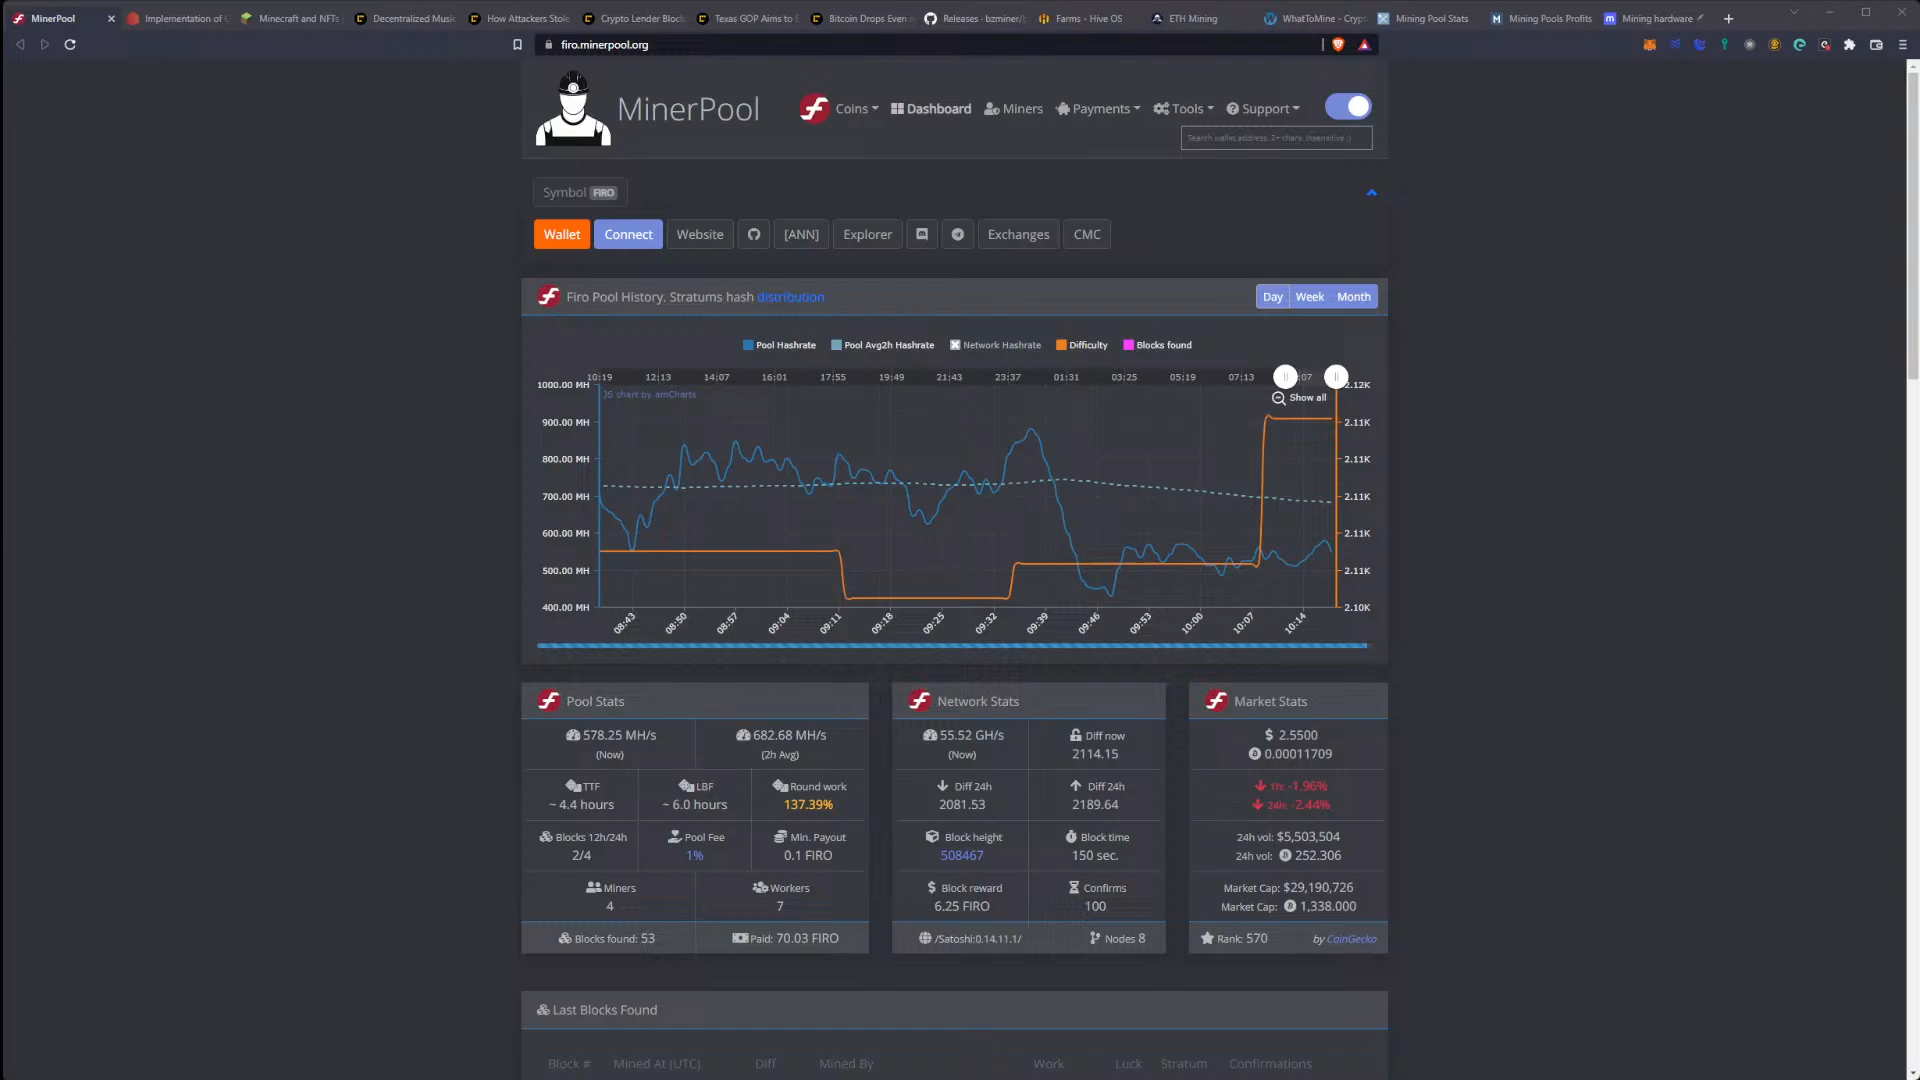 MinerPool
Implementation of
Minecraft and NFTs
Decentralized Music
How Attackers Stole
Crypto Lender Block
Texas GOP Aims to
Bitcoin Drops Even
Releases · bzminer/
Farms - Hive OS
ETH Mining
WhatToMine - Crypt
Mining Pool Stats
Mining Pools Profits
Mining hardware
firo.minerpool.org
MinerPool
Coins
Dashboard
Miners
Payments
Tools
Support
Search wallet address. 2+ chars. Insensitive ;)
Symbol FIRO
Wallet
Connect
Website
[ANN]
Explorer
Exchanges
CMC
Firo Pool History. Stratums hash distribution
Day Week Month
Pool Hashrate Pool Avg2h Hashrate Network Hashrate Difficulty Blocks found
10:19 12:13 14:07 16:01 17:55 19:49 21:43 23:37 01:31 03:25 05:19 07:13 :07
JS chart by amCharts
Show all
1000.00 MH 2.12K
900.00 MH 2.11K
800.00 MH 2.11K
700.00 MH 2.11K
600.00 MH 2.11K
500.00 MH 2.11K
400.00 MH 2.10K
08:43 08:50 08:57 09:04 09:11 09:18 09:25 09:32 09:39 09:46 09:53 10:00 10:07 10:14
Pool Stats
578.25 MH/s 682.68 MH/s
(Now) (2h Avg)
TTF LBF Round work
~ 4.4 hours ~ 6.0 hours 137.39%
Blocks 12h/24h Pool Fee Min. Payout
2/4 1% 0.1 FIRO
Miners Workers
4 7
Blocks found: 53 Paid: 70.03 FIRO
Network Stats
55.52 GH/s Diff now
(Now) 2114.15
Diff 24h Diff 24h
2081.53 2189.64
Block height Block time
508467 150 sec.
Block reward Confirms
6.25 FIRO 100
/Satoshi:0.14.11.1/ Nodes 8
Market Stats
$ 2.5500
0.00011709
1h: -1.96%
24h: -2.44%
24h vol: $5,503,504
24h vol: 252.306
Market Cap: $29,190,726
Market Cap: 1,338.000
Rank: 570 by CoinGecko
Last Blocks Found
Block # Mined At (UTC) Diff Mined By Work Luck Stratum Confirmations